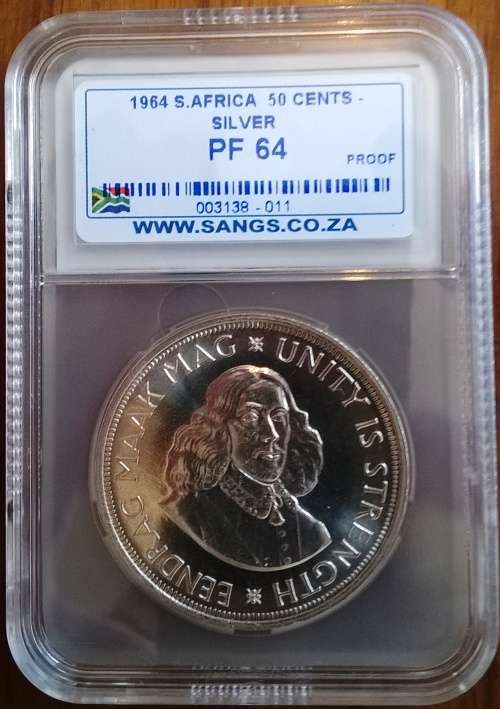 1964 S.AFRICA 50 CENTS -
SILVER
PF 64
PROOF
003138 - 011
WWW.SANGS.CO.ZA
EENDRAG MAAK MAG ※ UNITY IS STRENGTH ※